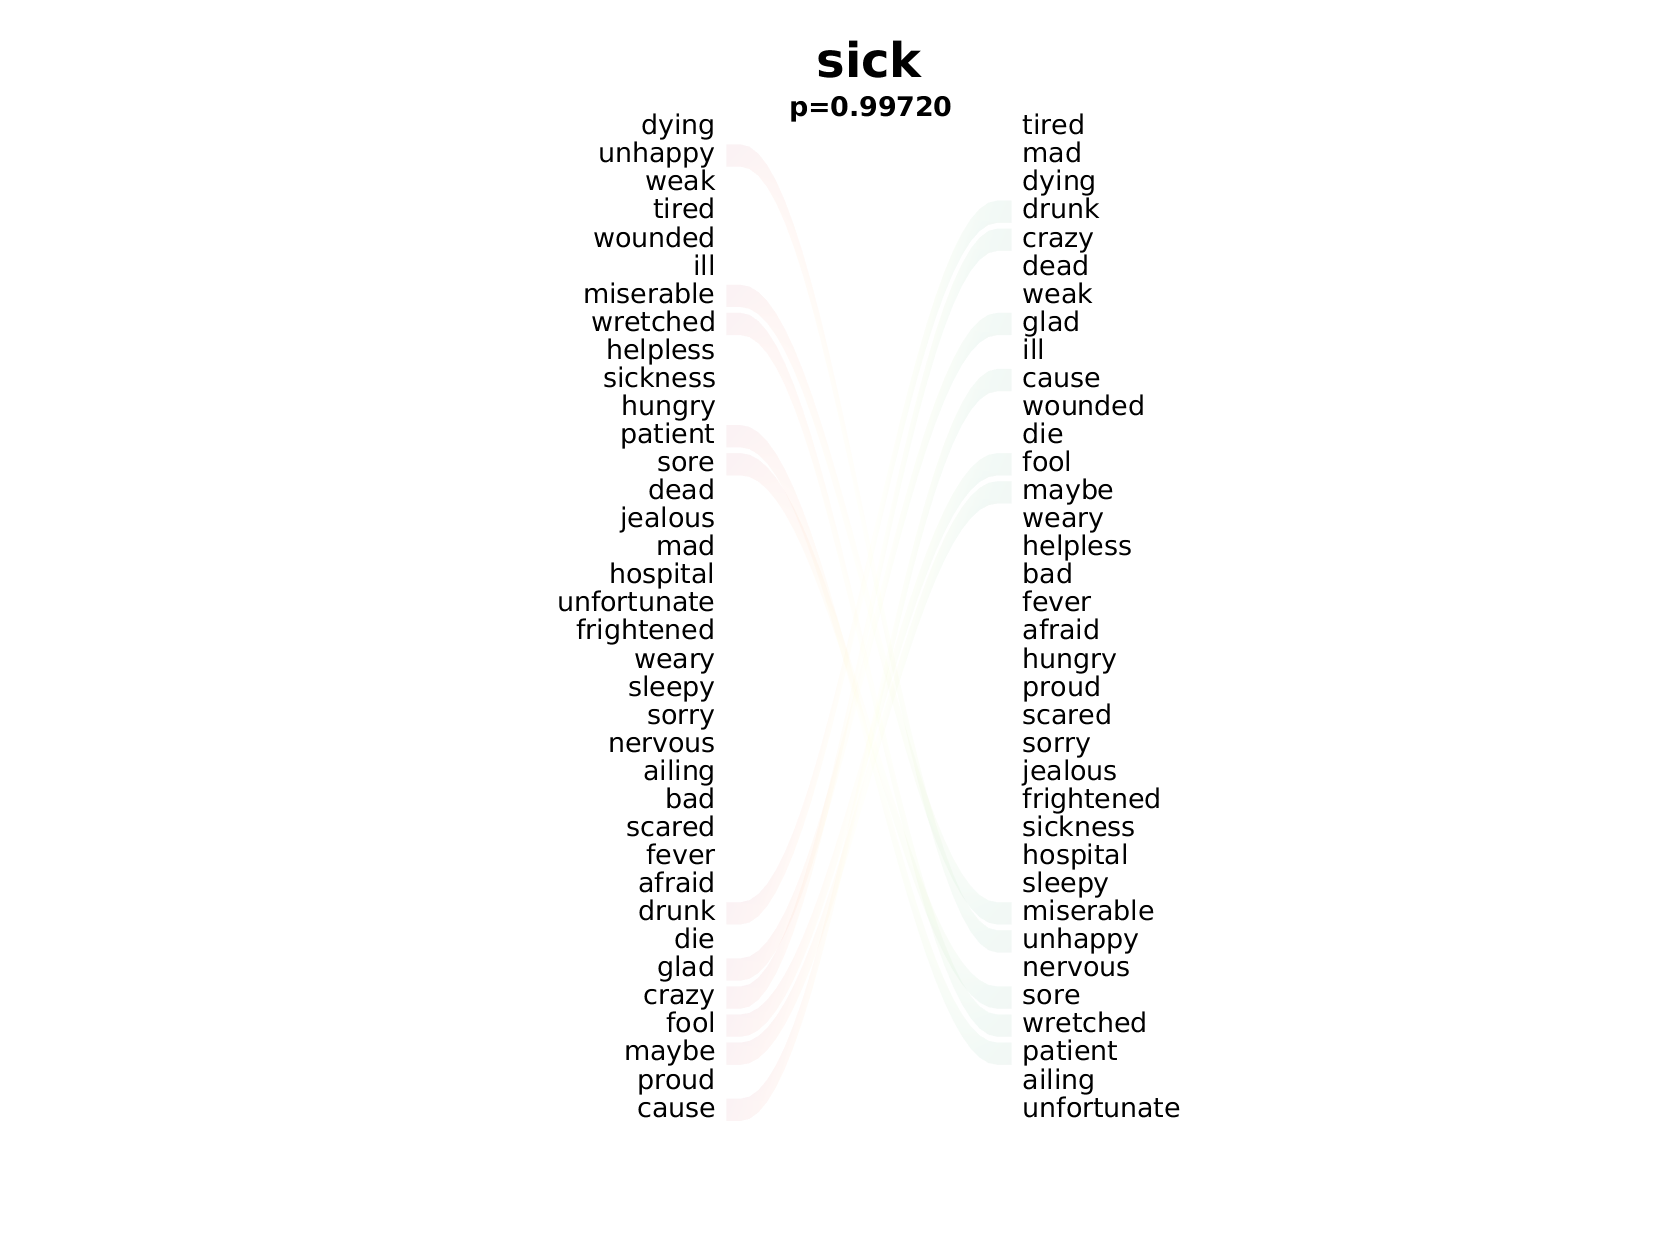 sick
p=0.99720
dying
unhappy
weak
tired
wounded
ill
miserable
wretched
helpless
sickness
hungry
patient
sore
dead
jealous
mad
hospital
unfortunate
frightened
weary
sleepy
sorry
nervous
ailing
bad
scared
fever
afraid
drunk
die
glad
crazy
fool
maybe
proud
cause
tired
mad
dying
drunk
crazy
dead
weak
glad
ill
cause
wounded
die
fool
maybe
weary
helpless
bad
fever
afraid
hungry
proud
scared
sorry
jealous
frightened
sickness
hospital
sleepy
miserable
unhappy
nervous
sore
wretched
patient
ailing
unfortunate